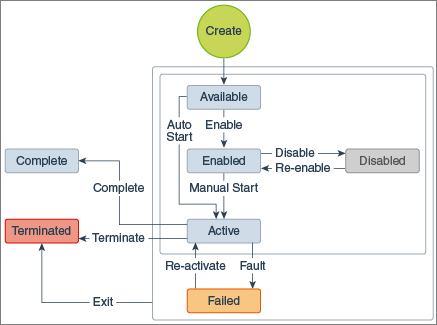 Create
Available
Auto
Start
Enable
Complete
Enabled
Disable
Re-enable
Disabled
Complete
Manual Start
Terminated
Terminate
Active
Re-activate
Fault
Exit
Failed